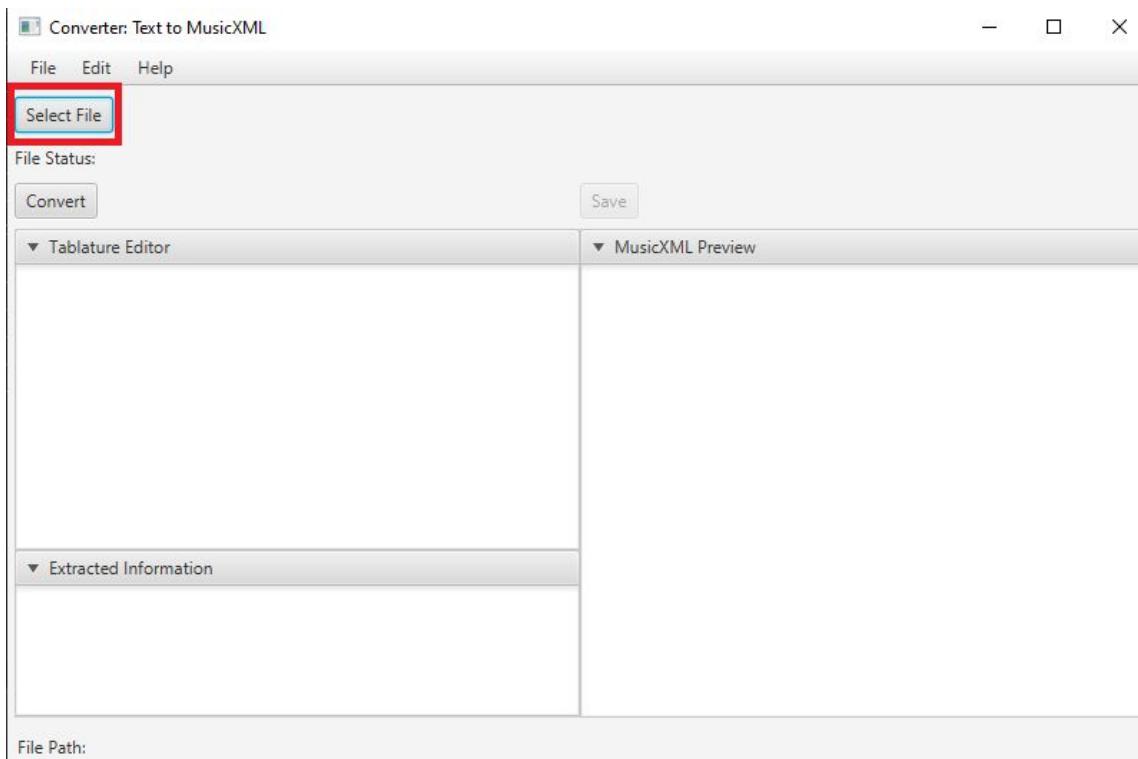 Converter: Text to MusicXML
File Edit Help
Select File
File Status:
Convert Save
Tablature Editor MusicXML Preview
Extracted Information
File Path: